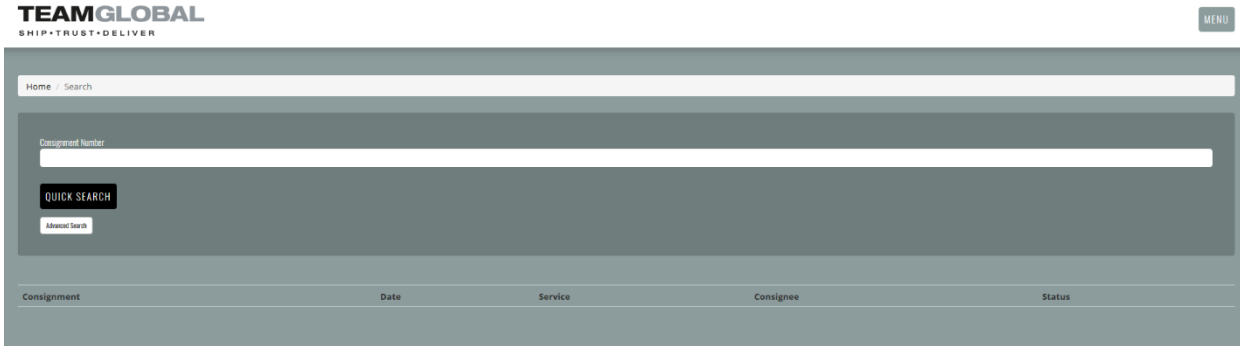 TEAMGLOBAL
SHIP•TRUST•DELIVER
MENU
Home / Search
Consignment Number
QUICK SEARCH
Advanced Search
Consignment Date Service Consignee Status